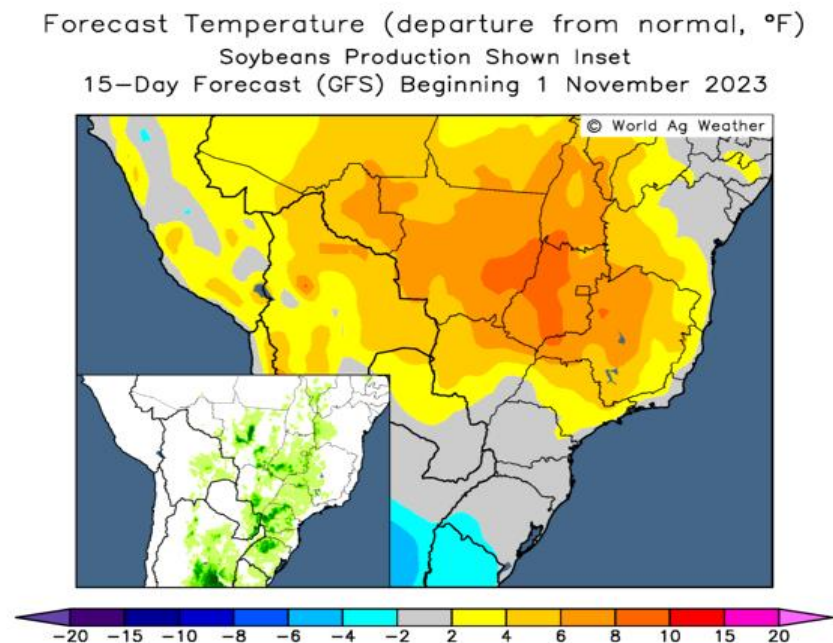 Forecast Temperature (departure from normal, °F)
Soybeans Production Shown Inset
15-Day Forecast (GFS) Beginning 1 November 2023
© World Ag Weather
-20 -15 -10 -8 -6 -4 -2 2 4 6 8 10 15 20